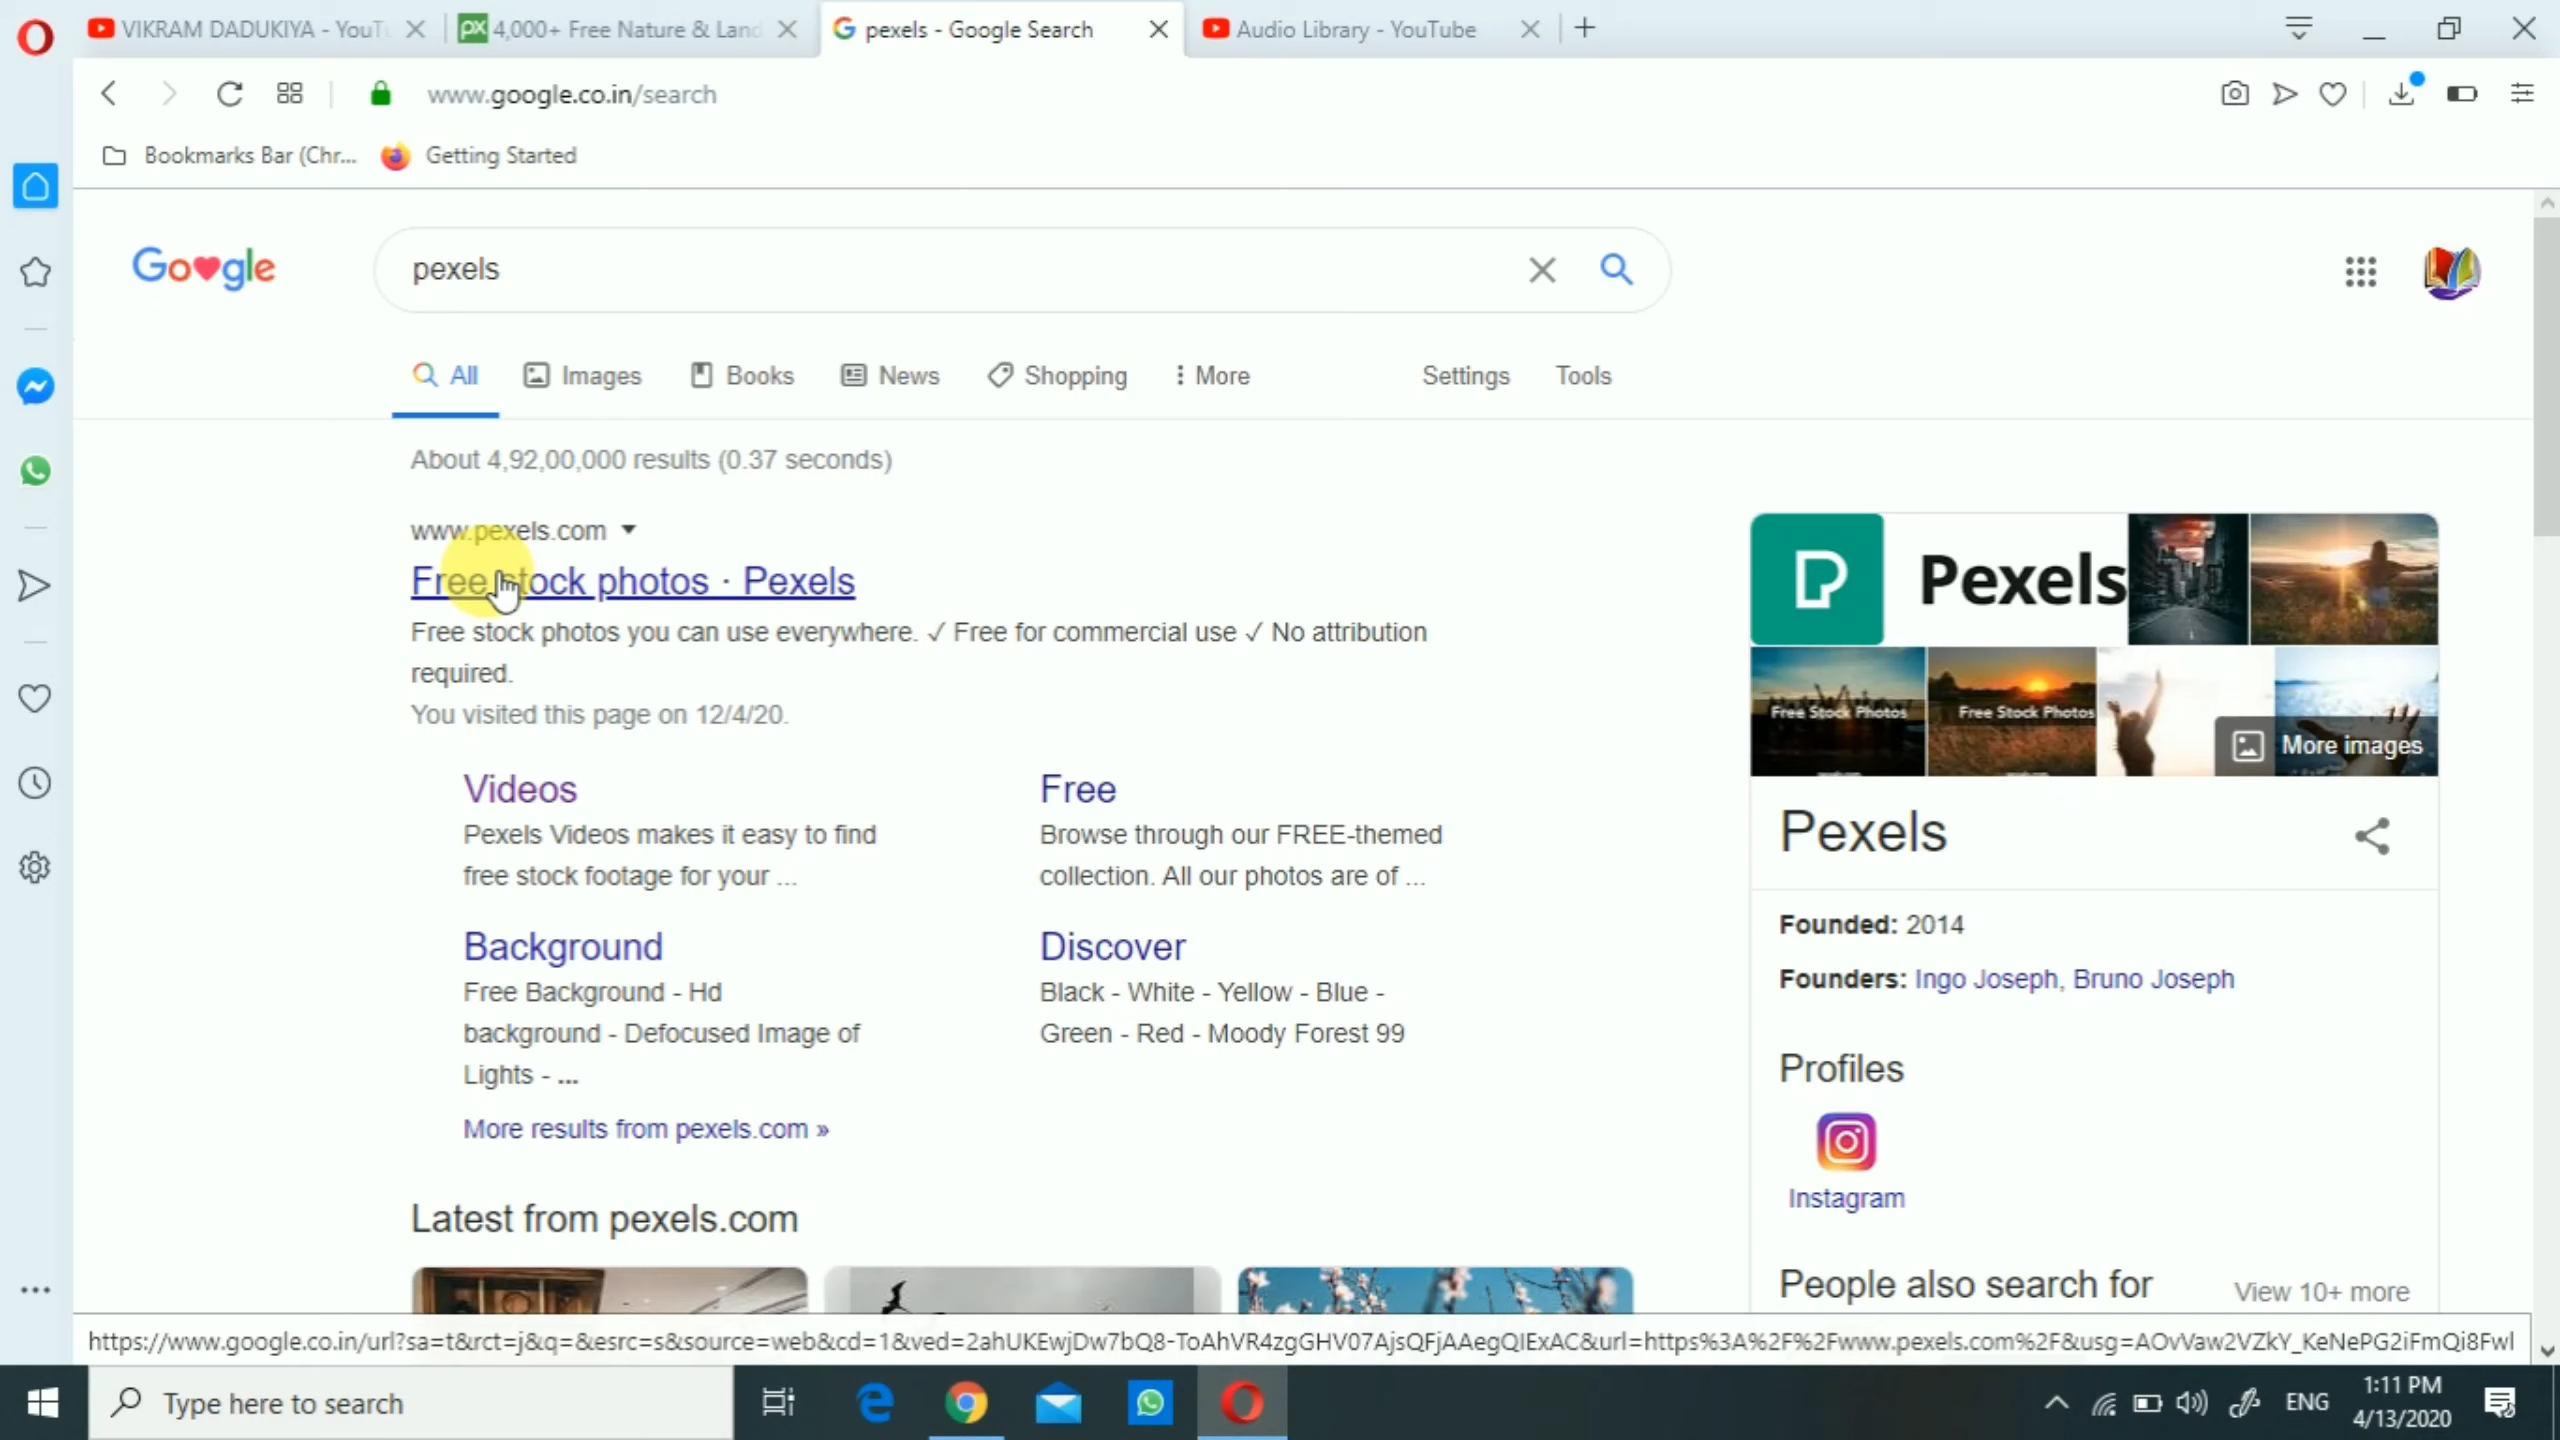 VIKRAM DADUKIYA - YouT
px 4,000+ Free Nature & Land
pexels - Google Search
Audio Library - YouTube
www.google.co.in/search
Bookmarks Bar (Chr...
Getting Started
Google
pexels
All
Images
Books
News
Shopping
More
Settings
Tools
About 4,92,00,000 results (0.37 seconds)
www.pexels.com
Free stock photos · Pexels
Free stock photos you can use everywhere. ✓ Free for commercial use ✓ No attribution
required.
You visited this page on 12/4/20.
Videos
Pexels Videos makes it easy to find
free stock footage for your ...
Free
Browse through our FREE-themed
collection. All our photos are of ...
Background
Free Background - Hd
background - Defocused Image of
Lights - ...
Discover
Black - White - Yellow - Blue -
Green - Red - Moody Forest 99
More results from pexels.com »
Latest from pexels.com
Pexels
Free Stock Photos
Free Stock Photos
More images
Pexels
Founded: 2014
Founders: Ingo Joseph, Bruno Joseph
Profiles
Instagram
People also search for
View 10+ more
https://www.google.co.in/url?sa=t&rct=j&q=&esrc=s&source=web&cd=1&ved=2ahUKEwjDw7bQ8-ToAhVR4zgGHV07AjsQFjAAegQIExAC&url=https%3A%2F%2Fwww.pexels.com%2F&usg=AOvVaw2VZkY_KeNePG2iFmQi8Fwl
Type here to search
ENG
1:11 PM
4/13/2020